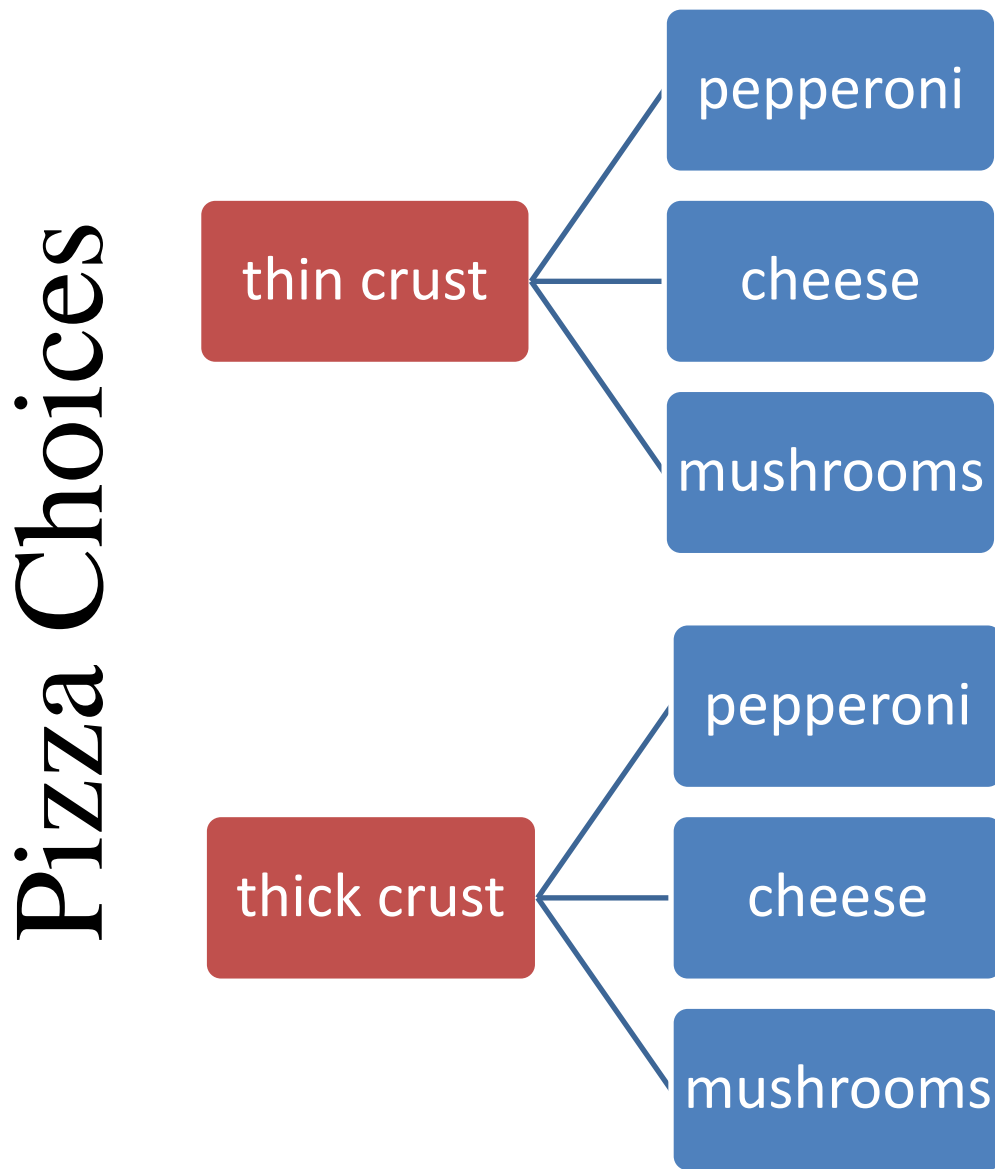 Pizza Choices
thin crust
pepperoni
cheese
mushrooms
thick crust
pepperoni
cheese
mushrooms